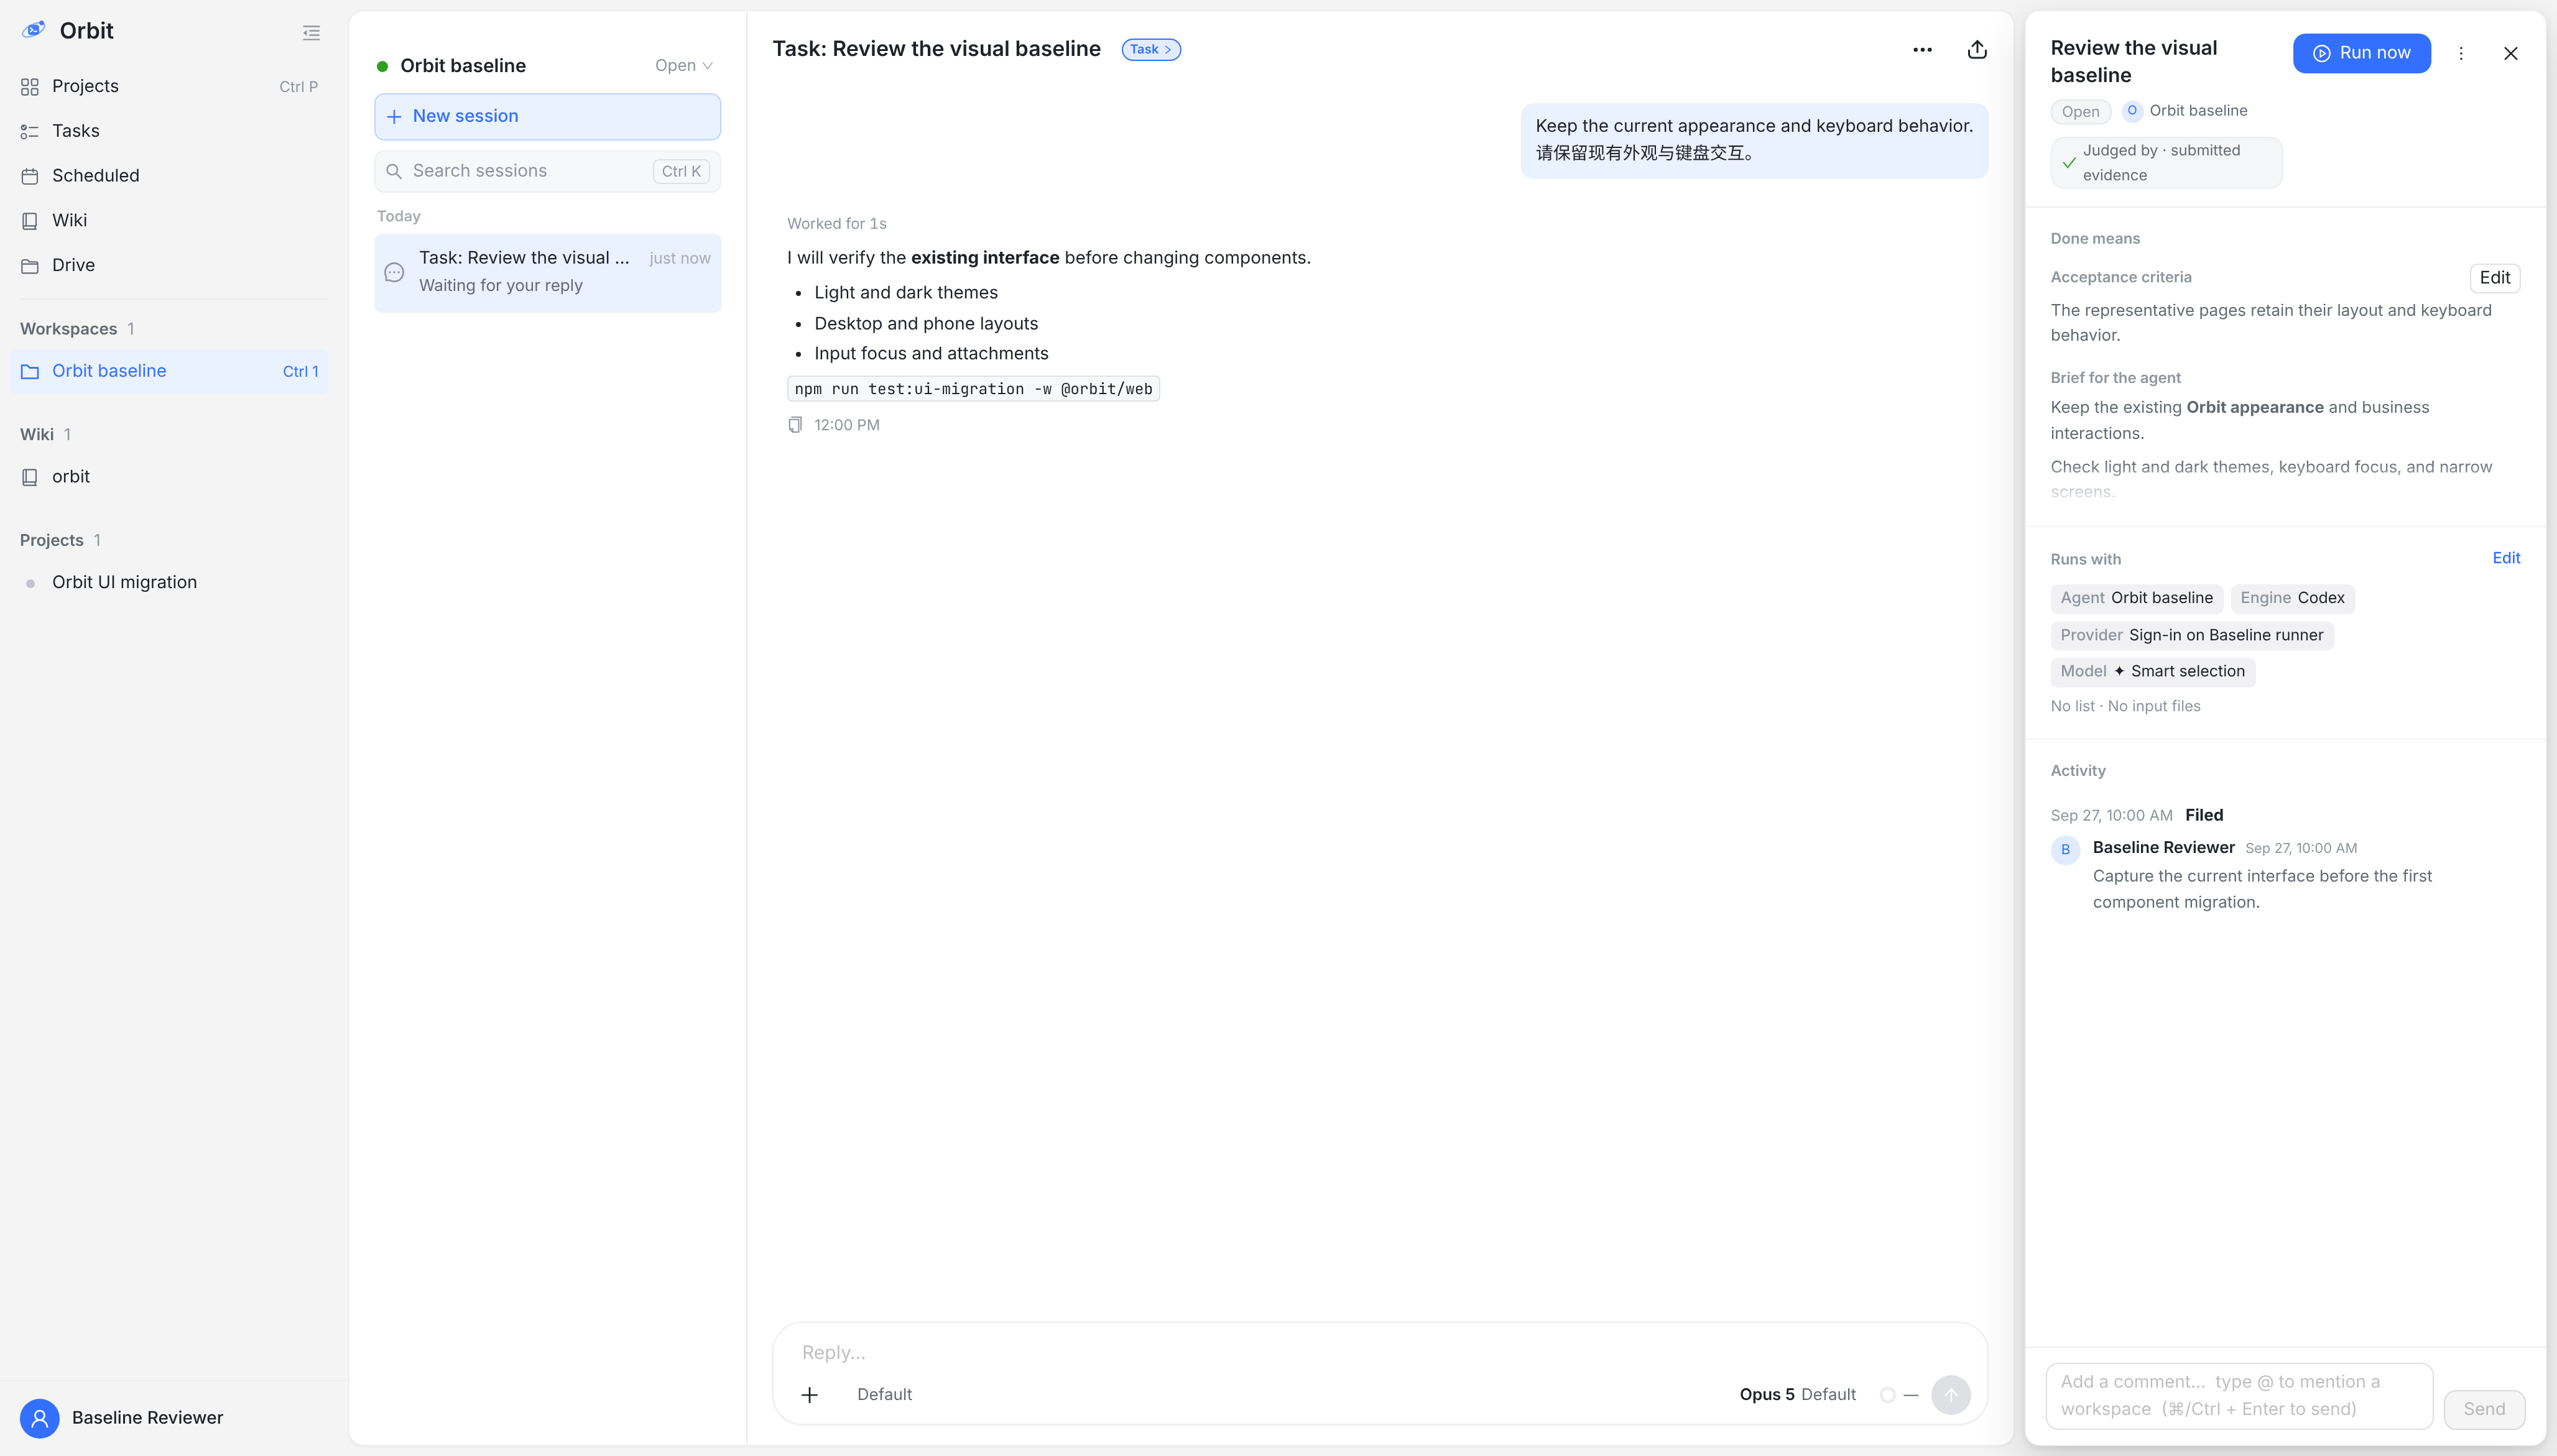 Orbit
Projects Ctrl P
Tasks
Scheduled
Wiki
Drive
Workspaces 1
Orbit baseline Ctrl 1
Wiki 1
orbit
Projects 1
Orbit UI migration
Baseline Reviewer
Orbit baseline Open
New session
Search sessions Ctrl K
Today
Task: Review the visual ... just now
Waiting for your reply
Task: Review the visual baseline Task
Keep the current appearance and keyboard behavior.
请保留现有外观与键盘交互。
Worked for 1s
I will verify the existing interface before changing components.
• Light and dark themes
• Desktop and phone layouts
• Input focus and attachments
npm run test:ui-migration -w @orbit/web
12:00 PM
Reply...
Default
Opus 5 Default
Review the visual
baseline
Run now
Open O Orbit baseline
Judged by · submitted
evidence
Done means
Acceptance criteria Edit
The representative pages retain their layout and keyboard
behavior.
Brief for the agent
Keep the existing Orbit appearance and business
interactions.
Check light and dark themes, keyboard focus, and narrow
screens.
Runs with Edit
Agent Orbit baseline Engine Codex
Provider Sign-in on Baseline runner
Model ✦ Smart selection
No list · No input files
Activity
Sep 27, 10:00 AM Filed
B Baseline Reviewer Sep 27, 10:00 AM
Capture the current interface before the first
component migration.
Add a comment... type @ to mention a
workspace (⌘/Ctrl + Enter to send)
Send